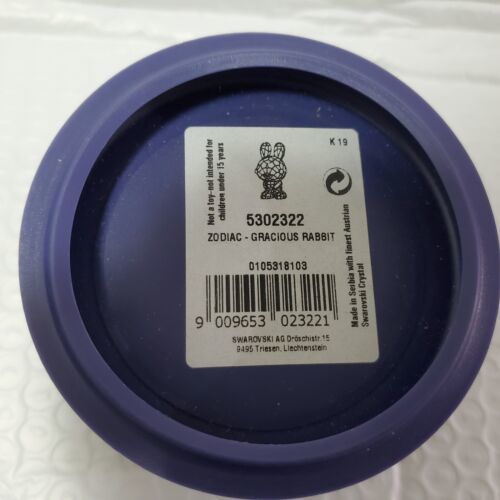 K 19
Not a toy-not intended for
children under 15 years
5302322
ZODIAC - GRACIOUS RABBIT
0105318103
9 009653 023221
SWAROVSKI AG Dröschistr. 15
9495 Triesen, Liechtenstein
Made in Serbia with finest Austrian
Swarovski Crystal